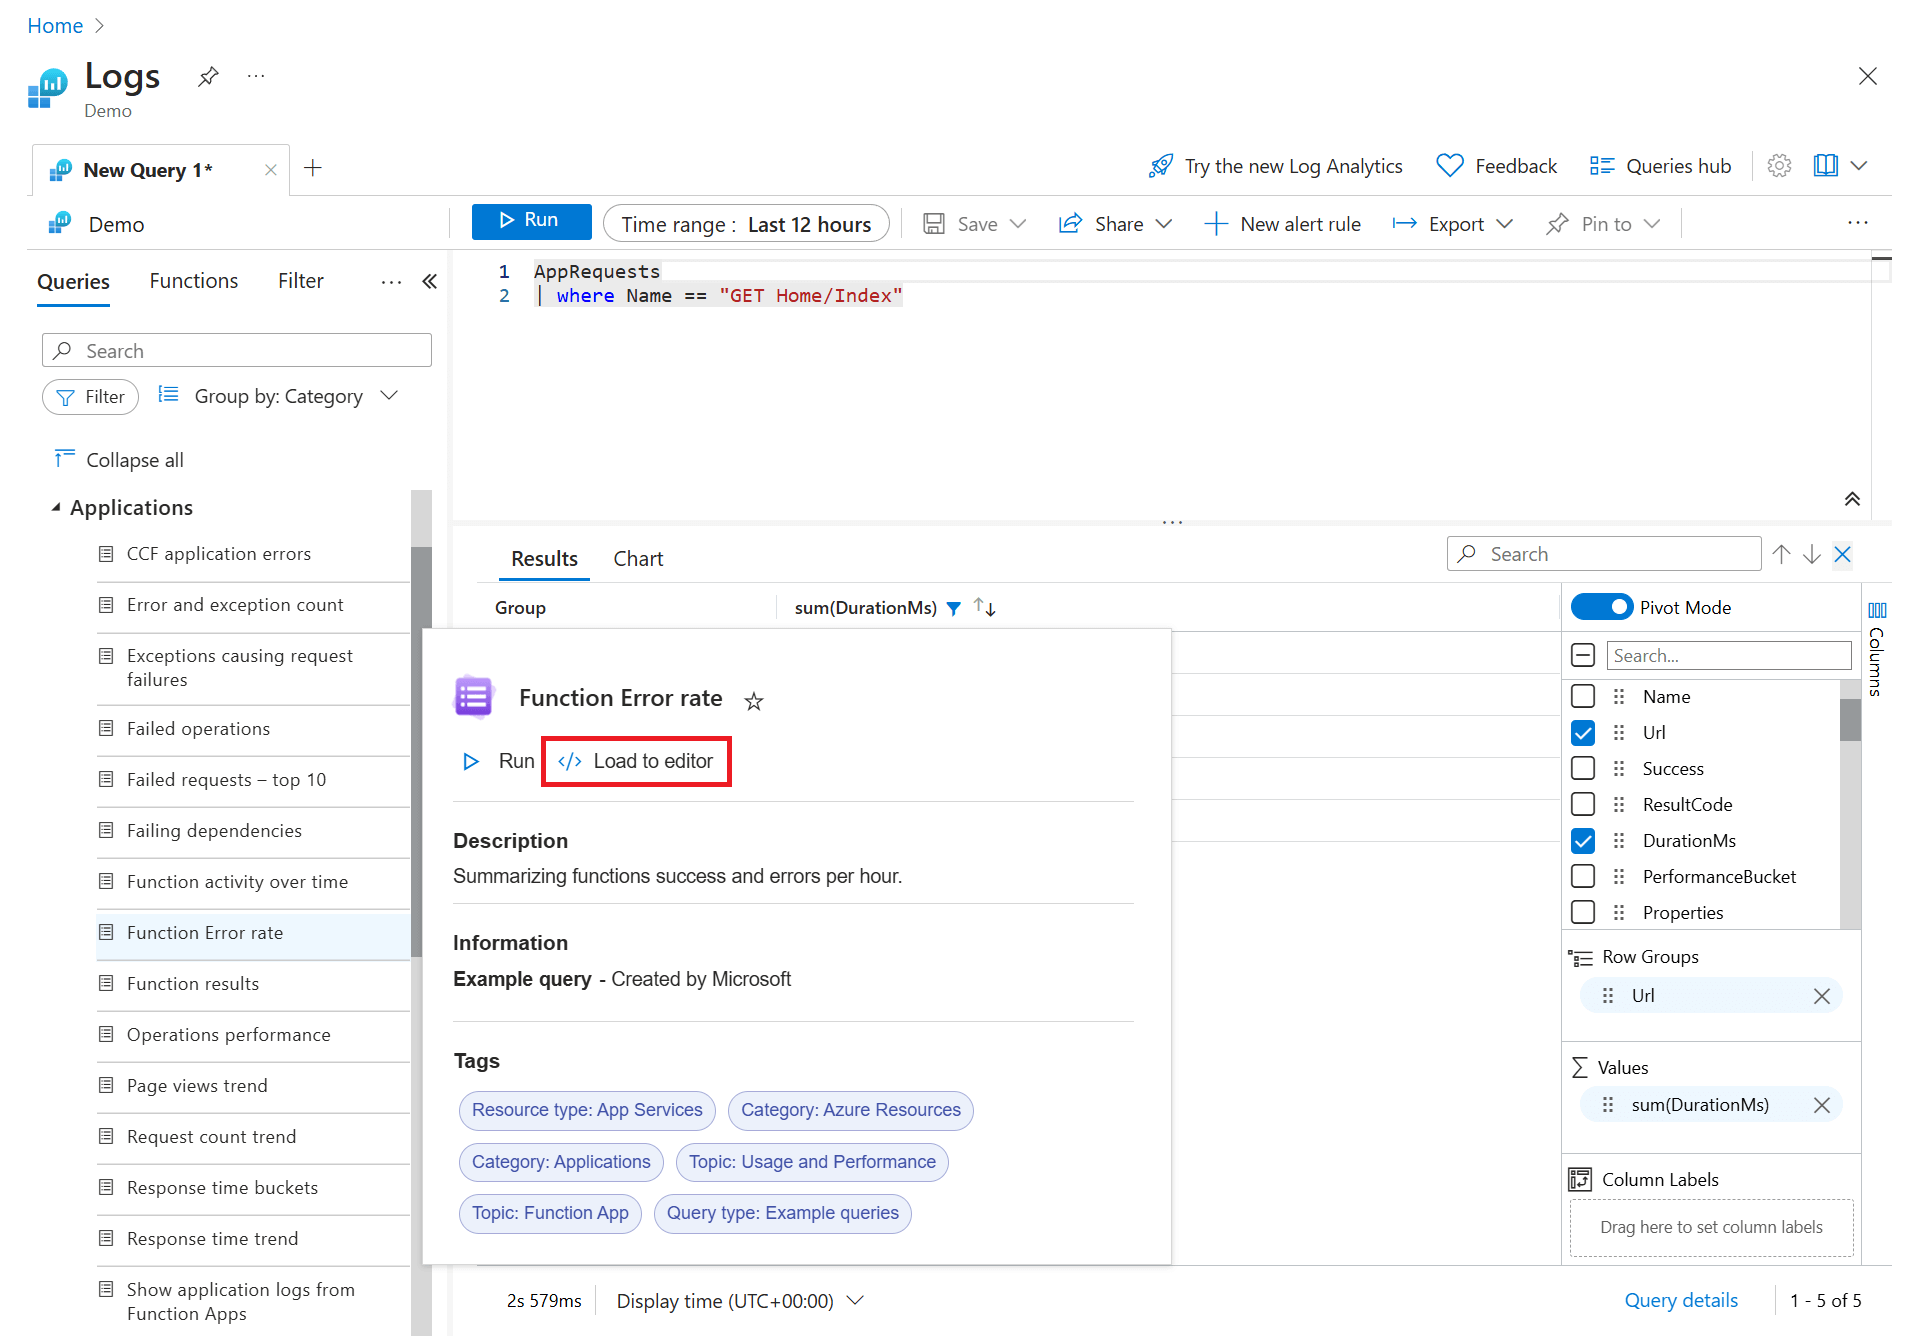 Home
Logs
Demo
New Query 1*
Try the new Log Analytics
Feedback
Queries hub
Demo
Run
Time range : Last 12 hours
Save
Share
New alert rule
Export
Pin to
Queries
Functions
Filter
1 AppRequests
2 | where Name == "GET Home/Index"
Search
Filter
Group by: Category
Collapse all
Applications
CCF application errors
Error and exception count
Exceptions causing request
failures
Failed operations
Failed requests – top 10
Failing dependencies
Function activity over time
Function Error rate
Function results
Operations performance
Page views trend
Request count trend
Response time buckets
Response time trend
Show application logs from
Function Apps
Results
Chart
Search
Group
sum(DurationMs)
Function Error rate
Run
</> Load to editor
Description
Summarizing functions success and errors per hour.
Information
Example query - Created by Microsoft
Tags
Resource type: App Services
Category: Azure Resources
Category: Applications
Topic: Usage and Performance
Topic: Function App
Query type: Example queries
Pivot Mode
Columns
Search...
Name
Url
Success
ResultCode
DurationMs
PerformanceBucket
Properties
Row Groups
Url
Values
sum(DurationMs)
Column Labels
Drag here to set column labels
2s 579ms
Display time (UTC+00:00)
Query details
1 - 5 of 5